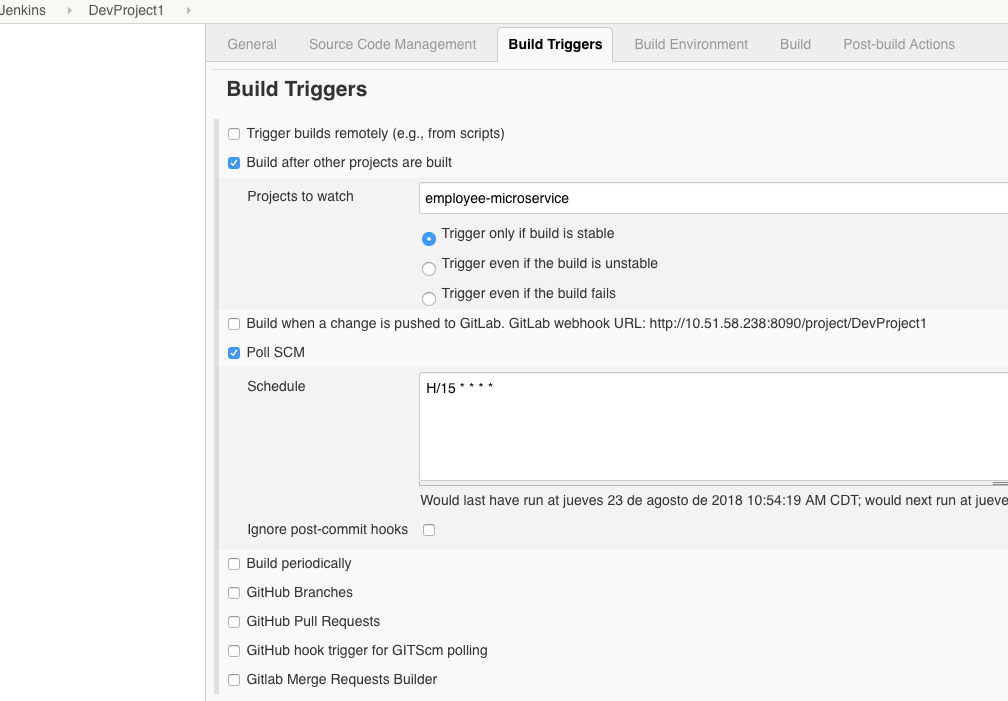 Jenkins DevProject1
General Source Code Management Build Triggers Build Environment Build Post-build Actions
Build Triggers
Trigger builds remotely (e.g., from scripts)
Build after other projects are built
Projects to watch employee-microservice
Trigger only if build is stable
Trigger even if the build is unstable
Trigger even if the build fails
Build when a change is pushed to GitLab. GitLab webhook URL: http://10.51.58.238:8090/project/DevProject1
Poll SCM
Schedule H/15 * * * *
Would last have run at jueves 23 de agosto de 2018 10:54:19 AM CDT; would next run at jueve
Ignore post-commit hooks
Build periodically
GitHub Branches
GitHub Pull Requests
GitHub hook trigger for GITScm polling
Gitlab Merge Requests Builder